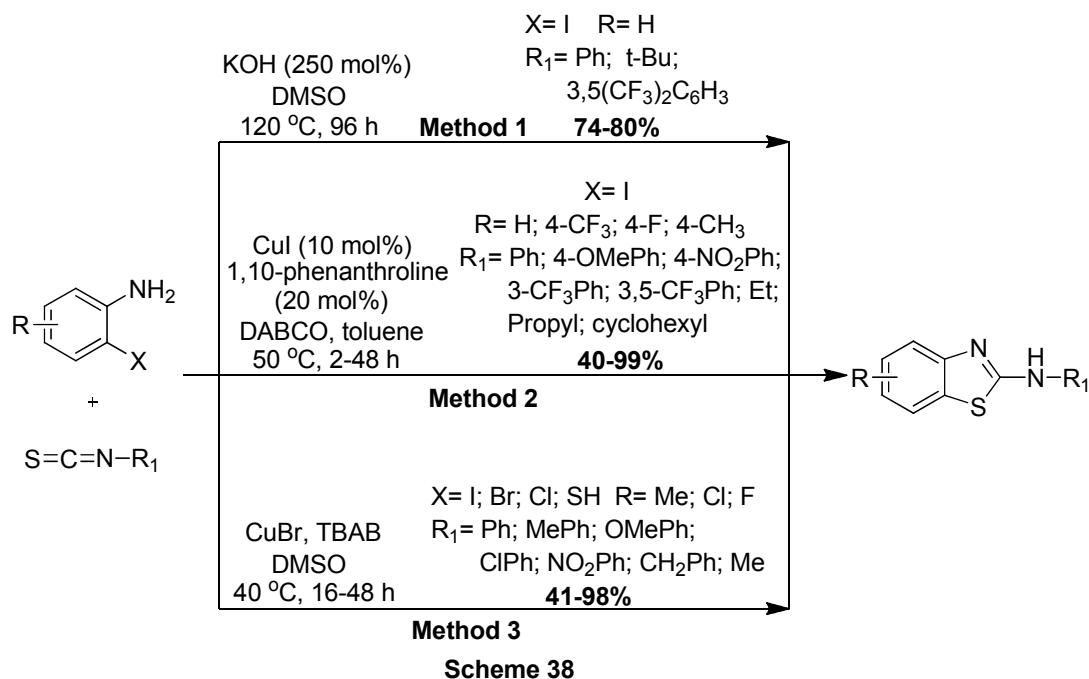 X= I R= H
R₁= Ph; t-Bu;
3,5(CF₃)₂C₆H₃
KOH (250 mol%)
DMSO
120 °C, 96 h
Method 1 74-80%
X= I
R= H; 4-CF₃; 4-F; 4-CH₃
R₁= Ph; 4-OMePh; 4-NO₂Ph;
3-CF₃Ph; 3,5-CF₃Ph; Et;
Propyl; cyclohexyl
40-99%
CuI (10 mol%)
1,10-phenanthroline
(20 mol%)
DABCO, toluene
50 °C, 2-48 h
Method 2
NH₂
R
X
+
S=C=N-R₁
R
N
S
H
N
R₁
X= I; Br; Cl; SH R= Me; Cl; F
R₁= Ph; MePh; OMePh;
ClPh; NO₂Ph; CH₂Ph; Me
41-98%
CuBr, TBAB
DMSO
40 °C, 16-48 h
Method 3
Scheme 38